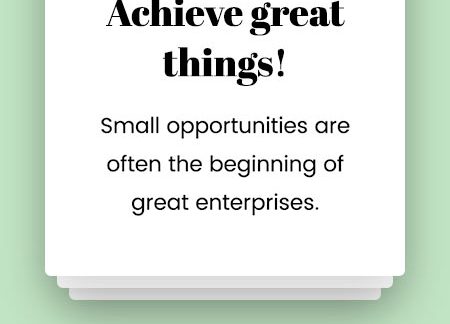 Achieve great
things!
Small opportunities are
often the beginning of
great enterprises.